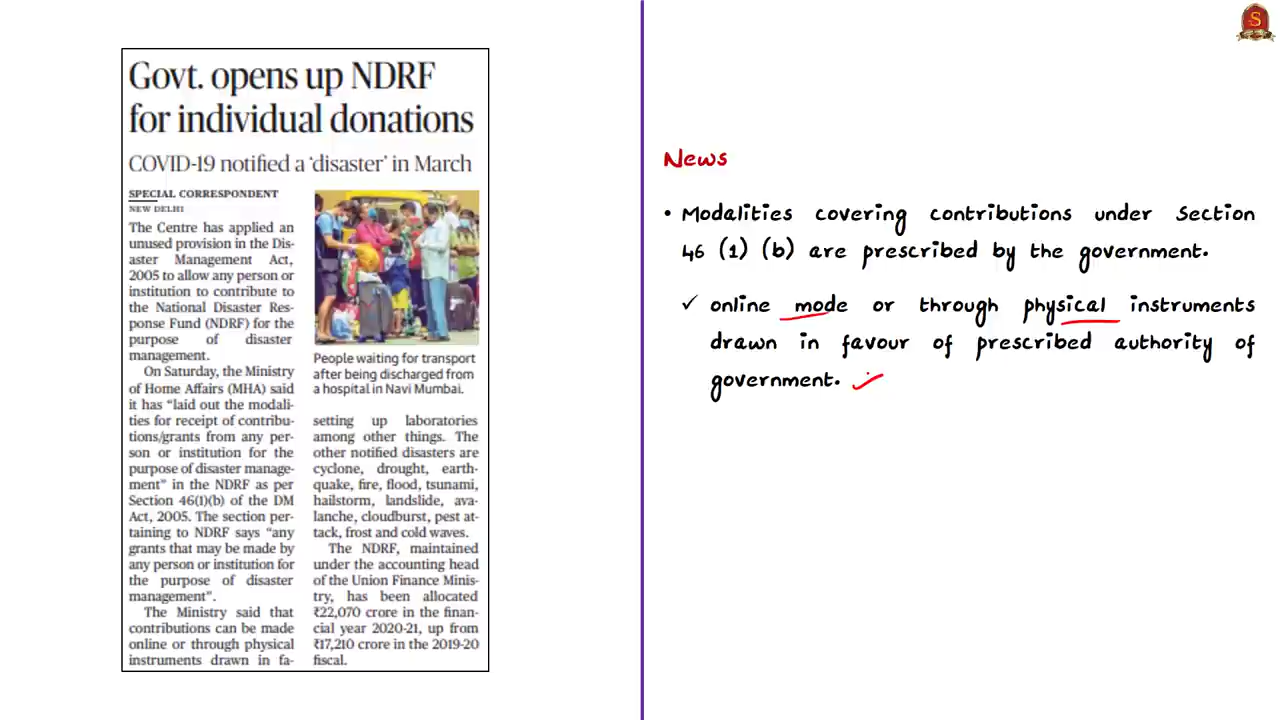 Govt. opens up NDRF
for individual donations
COVID-19 notified a ‘disaster’ in March
SPECIAL CORRESPONDENT
NEW DELHI
The Centre has applied an
unused provision in the Dis-
aster Management Act,
2005 to allow any person or
institution to contribute to
the National Disaster Res-
ponse Fund (NDRF) for the
purpose of disaster
management.
On Saturday, the Ministry
of Home Affairs (MHA) said
it has “laid out the modali-
ties for receipt of contribu-
tions/grants from any per-
son or institution for the
purpose of disaster manage-
ment” in the NDRF as per
Section 46(1)(b) of the DM
Act, 2005. The section per-
taining to NDRF says “any
grants that may be made by
any person or institution for
the purpose of disaster
management”.
The Ministry said that
contributions can be made
online or through physical
instruments drawn in fa-
People waiting for transport
after being discharged from
a hospital in Navi Mumbai.
setting up laboratories
among other things. The
other notified disasters are
cyclone, drought, earth-
quake, fire, flood, tsunami,
hailstorm, landslide, ava-
lanche, cloudburst, pest at-
tack, frost and cold waves.
The NDRF, maintained
under the accounting head
of the Union Finance Minis-
try, has been allocated
₹22,070 crore in the finan-
cial year 2020-21, up from
₹17,210 crore in the 2019-20
fiscal.
News
• Modalities covering contributions under Section
46 (1) (b) are prescribed by the government.
✓ online mode or through physical instruments
drawn in favour of prescribed authority of
government.
S